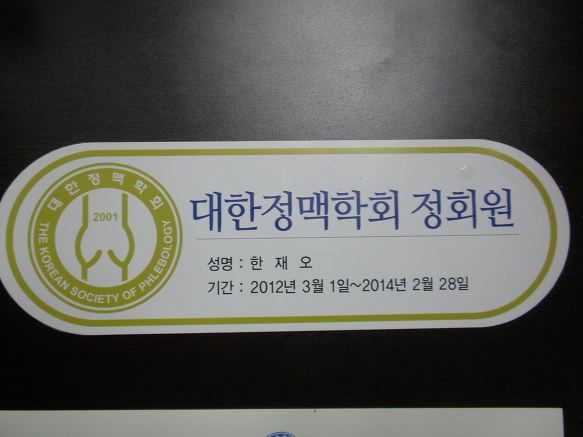 대한정맥학회
2001
THE KOREAN SOCIETY OF PHLEBOLOGY
대한정맥학회 정회원
성명 : 한 재 오
기간 : 2012년 3월 1일~2014년 2월 28일